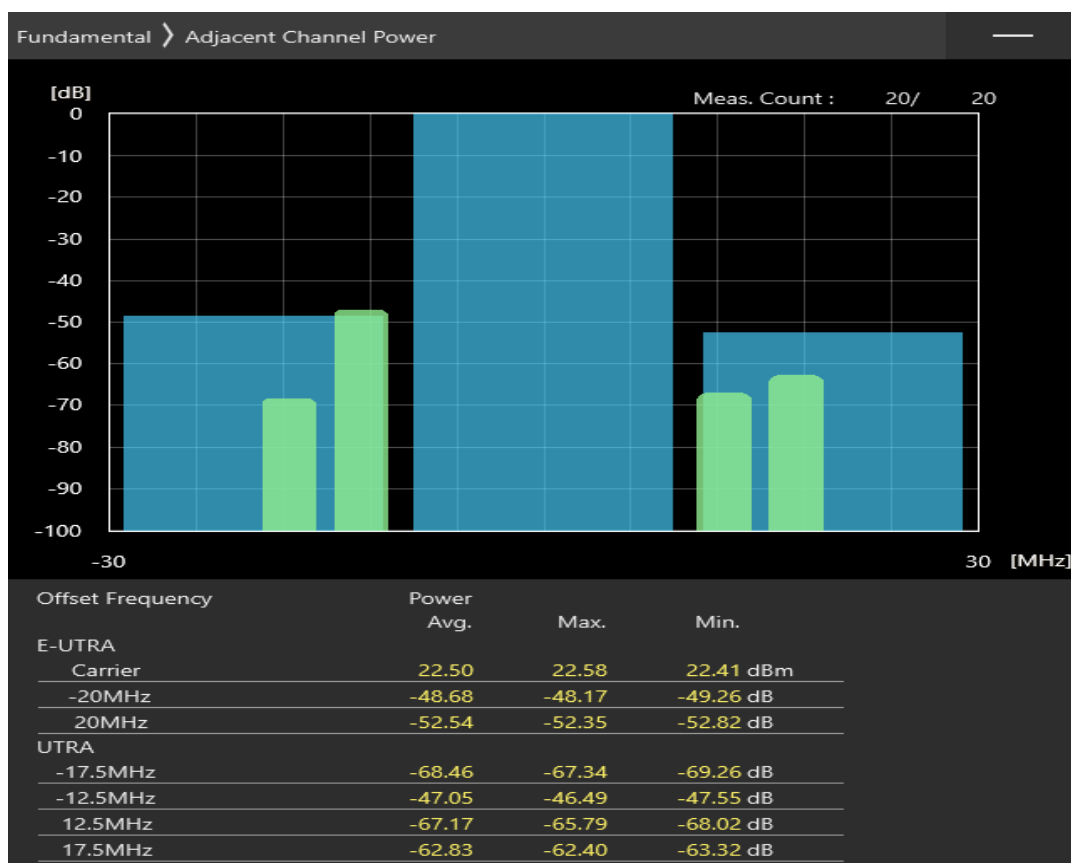 Fundamental ❯ Adjacent Channel Power
[dB]
Meas. Count : 20/ 20
0
-10
-20
-30
-40
-50
-60
-70
-80
-90
-100
-30 30 [MHz]
Offset Frequency Power
Avg. Max. Min.
E-UTRA
Carrier 22.50 22.58 22.41 dBm
-20MHz -48.68 -48.17 -49.26 dB
20MHz -52.54 -52.35 -52.82 dB
UTRA
-17.5MHz -68.46 -67.34 -69.26 dB
-12.5MHz -47.05 -46.49 -47.55 dB
12.5MHz -67.17 -65.79 -68.02 dB
17.5MHz -62.83 -62.40 -63.32 dB